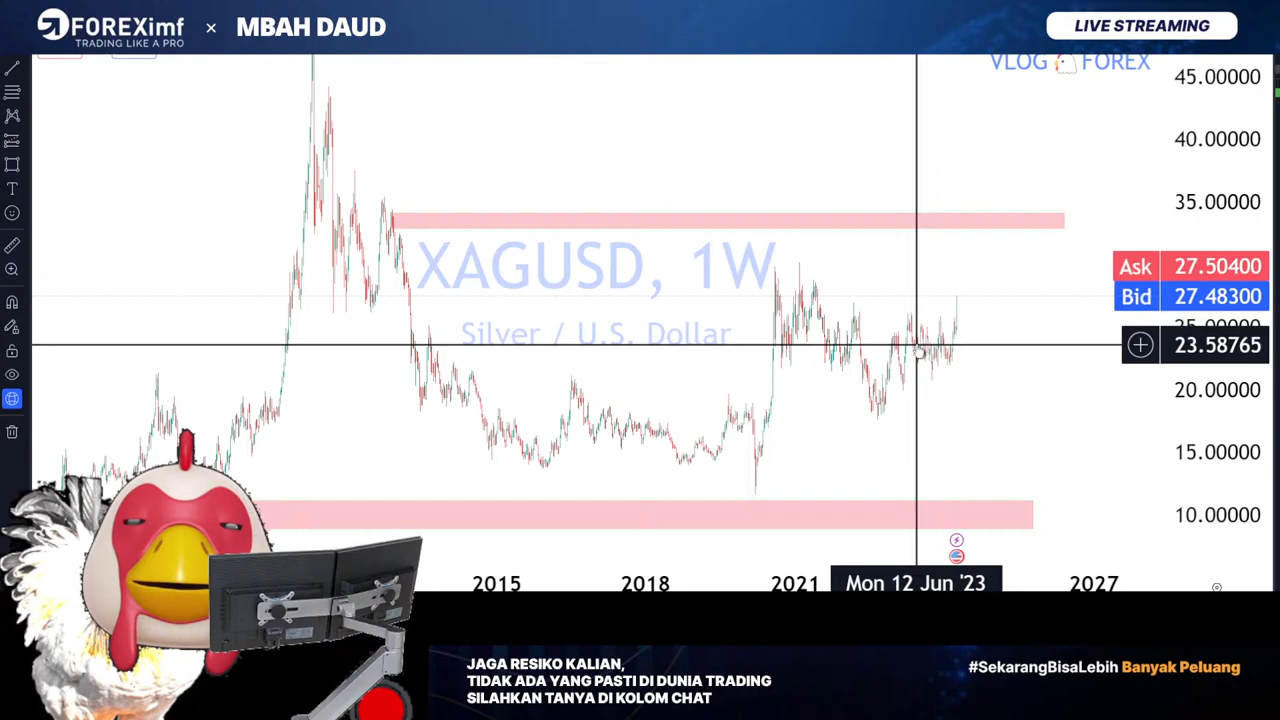 FOREXimf
TRADING LIKE A PRO
×
MBAH DAUD
LIVE STREAMING
VLOG FOREX
45.00000
40.00000
35.00000
XAGUSD, 1W
Silver / U.S. Dollar
Ask 27.50400
Bid 27.48300
25.00000
23.58765
20.00000
15.00000
10.00000
2015 2018 2021 Mon 12 Jun '23 2027
JAGA RESIKO KALIAN,
TIDAK ADA YANG PASTI DI DUNIA TRADING
SILAHKAN TANYA DI KOLOM CHAT
#SekarangBisaLebih Banyak Peluang